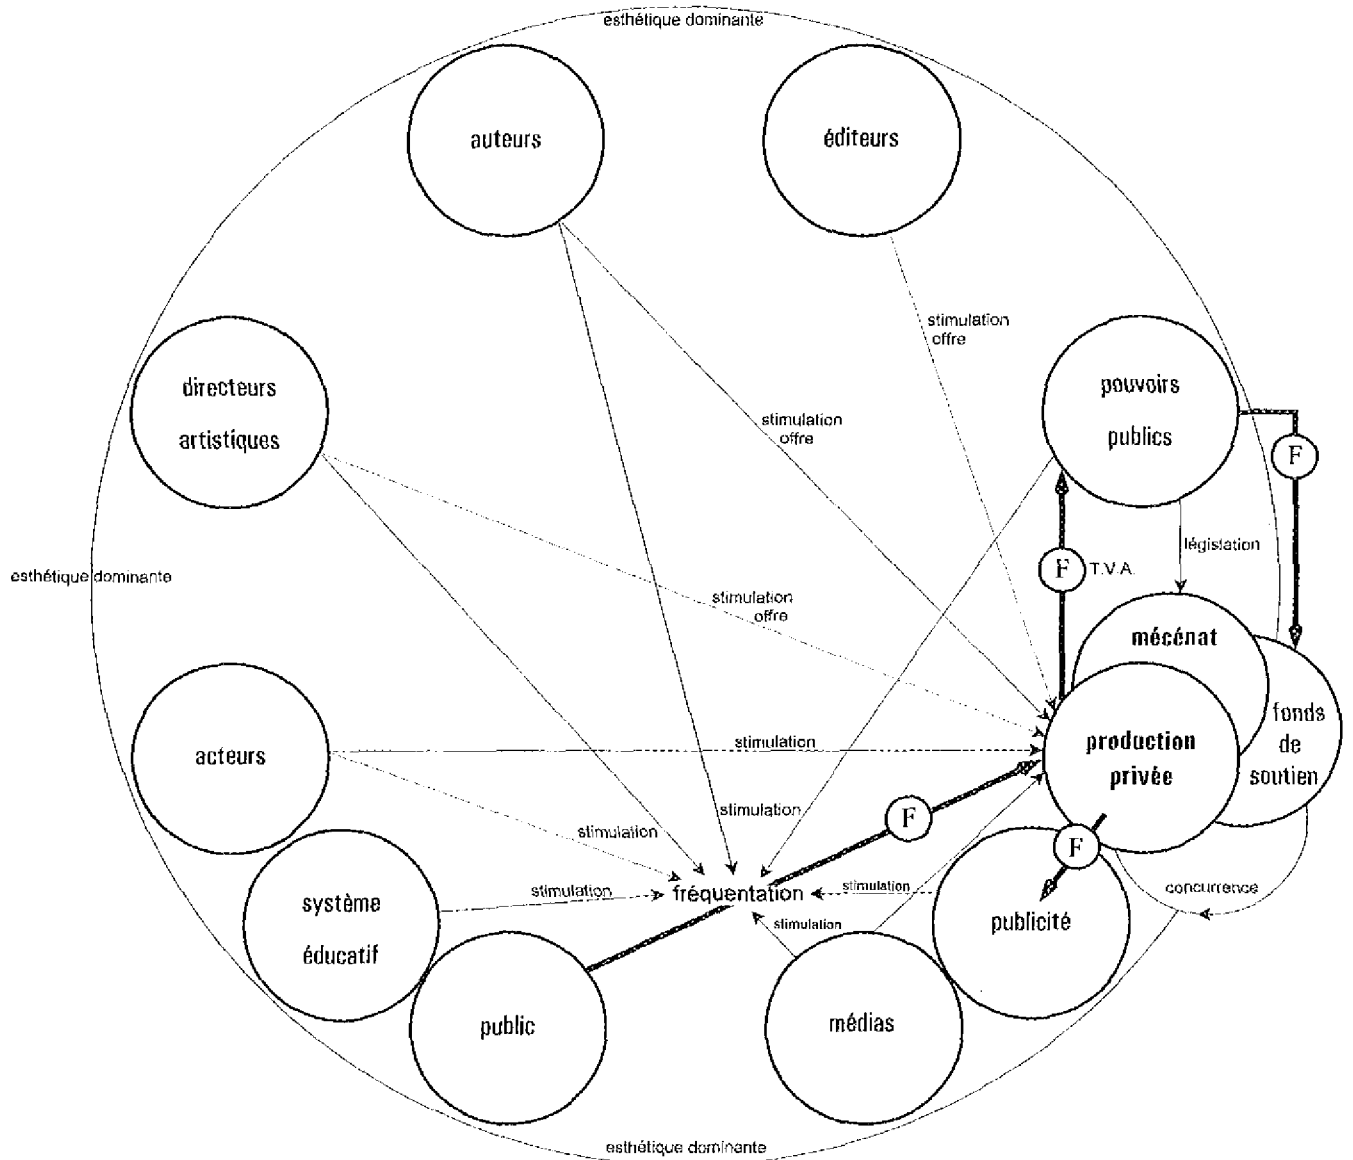 esthétique dominante
auteurs
éditeurs
stimulation
offre
directeurs
artistiques
pouvoirs
publics
F
stimulation
offre
législation
F
T.V.A.
esthétique dominante
stimulation
offre
mécénat
fonds
de
soutien
production
privée
acteurs
stimulation
stimulation
stimulation
F
F
système
éducatif
stimulation
fréquentation
stimulation
concurrence
stimulation
publicité
public
médias
esthétique dominante